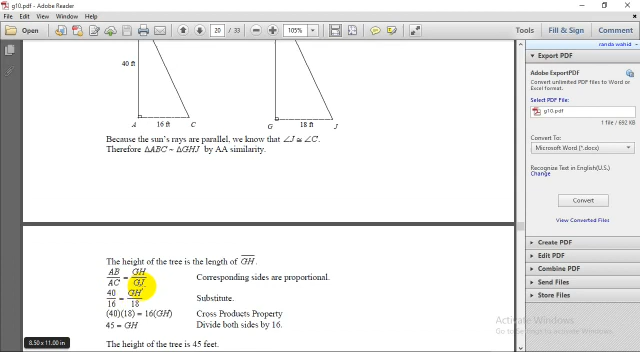 g10.pdf - Adobe Reader
File Edit View Window Help
Open
20 / 33
105%
Tools Fill & Sign Comment
randa wahid
Export PDF
Adobe ExportPDF
Convert unlimited PDF files to Word or
Excel format.
Select PDF File:
g10.pdf
1 file / 692 KB
Convert To:
Microsoft Word (*.docx)
Recognize Text in English(U.S.)
Change
Convert
View Converted Files
Create PDF
Edit PDF
Combine PDF
Send Files
Store Files
40 ft
16 ft
A C
18 ft
G J
Because the sun's rays are parallel, we know that ∠J ≅ ∠C.
Therefore ΔABC ~ ΔGHJ by AA similarity.
The height of the tree is the length of GH.
AB/AC = GH/GJ Corresponding sides are proportional.
40/16 = GH/18 Substitute.
(40)(18) = 16(GH) Cross Products Property
45 = GH Divide both sides by 16.
The height of the tree is 45 feet.
8.50 x 11.00 in
Activate Windows
Go to Settings to activate Windows.